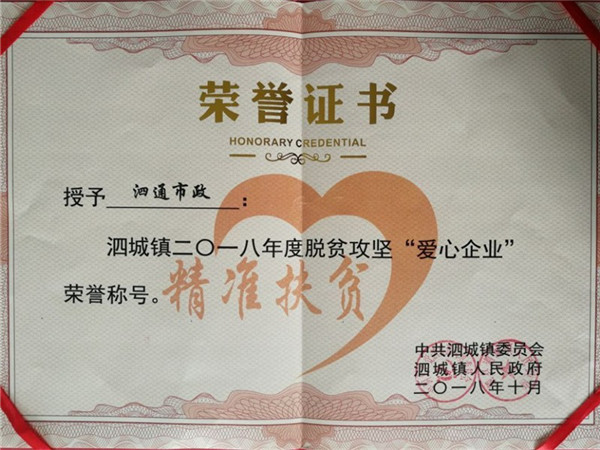 荣誉证书
HONORARY CREDENTIAL
授予 泗通市政：
泗城镇二〇一八年度脱贫攻坚“爱心企业”
荣誉称号。
精准扶贫
中共泗城镇委员会
泗城镇人民政府
二〇一八年十月